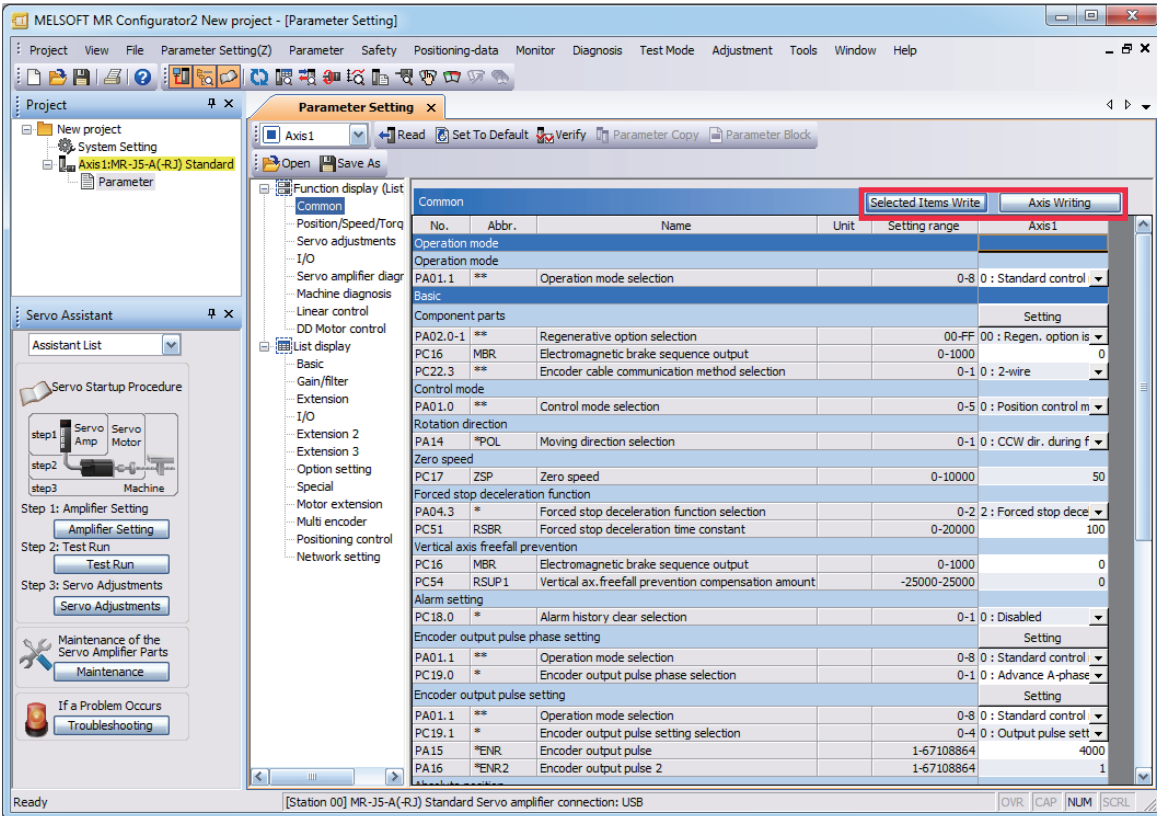 MELSOFT MR Configurator2 New project - [Parameter Setting]
Project View File Parameter Setting(Z) Parameter Safety Positioning-data Monitor Diagnosis Test Mode Adjustment Tools Window Help
Project
New project
System Setting
Axis1:MR-J5-A(-RJ) Standard
Parameter
Servo Assistant
Assistant List
Servo Startup Procedure
step1 Servo Amp Servo Motor
step2
step3 Machine
Step 1: Amplifier Setting
Amplifier Setting
Step 2: Test Run
Test Run
Step 3: Servo Adjustments
Servo Adjustments
Maintenance of the
Servo Amplifier Parts
Maintenance
If a Problem Occurs
Troubleshooting
Parameter Setting
Axis1 Read Set To Default Verify Parameter Copy Parameter Block
Open Save As
Function display (List
Common
Position/Speed/Torq
Servo adjustments
I/O
Servo amplifier diagr
Machine diagnosis
Linear control
DD Motor control
List display
Basic
Gain/filter
Extension
I/O
Extension 2
Extension 3
Option setting
Special
Motor extension
Multi encoder
Positioning control
Network setting
Common Selected Items Write Axis Writing
No. Abbr. Name Unit Setting range Axis1
Operation mode
Operation mode
PA01.1 ** Operation mode selection 0-8 0 : Standard control
Basic
Component parts Setting
PA02.0-1 ** Regenerative option selection 00-FF 00 : Regen. option is
PC16 MBR Electromagnetic brake sequence output 0-1000 0
PC22.3 ** Encoder cable communication method selection 0-1 0 : 2-wire
Control mode
PA01.0 ** Control mode selection 0-5 0 : Position control m
Rotation direction
PA14 *POL Moving direction selection 0-1 0 : CCW dir. during f
Zero speed
PC17 ZSP Zero speed 0-10000 50
Forced stop deceleration function
PA04.3 * Forced stop deceleration function selection 0-2 2 : Forced stop dece
PC51 RSBR Forced stop deceleration time constant 0-20000 100
Vertical axis freefall prevention
PC16 MBR Electromagnetic brake sequence output 0-1000 0
PC54 RSUP1 Vertical ax.freefall prevention compensation amount -25000-25000 0
Alarm setting
PC18.0 * Alarm history clear selection 0-1 0 : Disabled
Encoder output pulse phase setting Setting
PA01.1 ** Operation mode selection 0-8 0 : Standard control
PC19.0 * Encoder output pulse phase selection 0-1 0 : Advance A-phase
Encoder output pulse setting Setting
PA01.1 ** Operation mode selection 0-8 0 : Standard control
PC19.1 * Encoder output pulse setting selection 0-4 0 : Output pulse sett
PA15 *ENR Encoder output pulse 1-67108864 4000
PA16 *ENR2 Encoder output pulse 2 1-67108864 1
Ready [Station 00] MR-J5-A(-RJ) Standard Servo amplifier connection: USB OVR CAP NUM SCRL